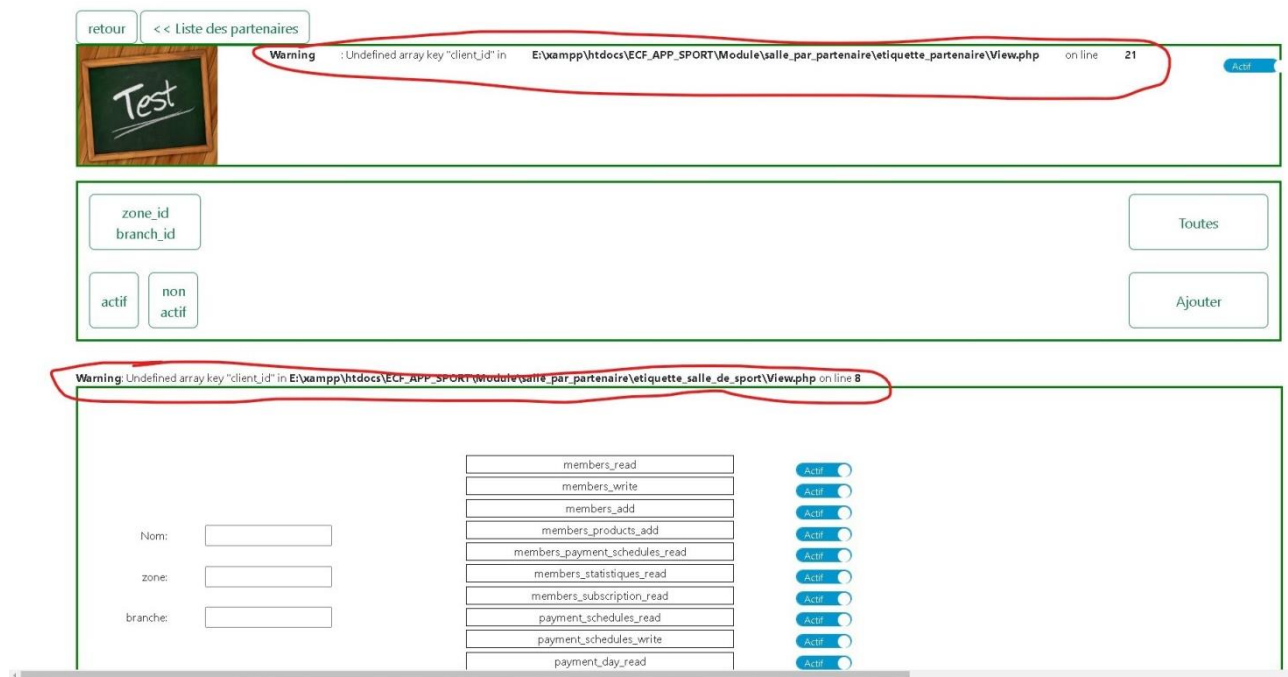 retour << Liste des partenaires
Warning : Undefined array key "client_id" in E:\xampp\htdocs\ECF_APP_SPORT\Module\salle_par_partenaire\etiquette_partenaire\View.php on line 21
Actif
Test
zone_id
branch_id
Toutes
actif
non
actif
Ajouter
Warning: Undefined array key "client_id" in E:\xampp\htdocs\ECF_APP_SPORT\Module\salle_par_partenaire\etiquette_salle_de_sport\View.php on line 8
members_read Actif
members_write Actif
members_add Actif
members_products_add Actif
Nom:
members_payment_schedules_read Actif
members_statistiques_read Actif
zone:
members_subscription_read Actif
payment_schedules_read Actif
branche:
payment_schedules_write Actif
payment_day_read Actif